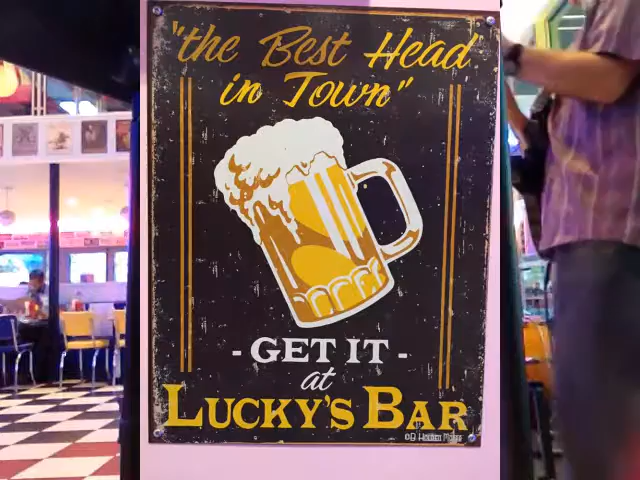 "the Best Head
in Town"
- GET IT -
at
LUCKY'S BAR